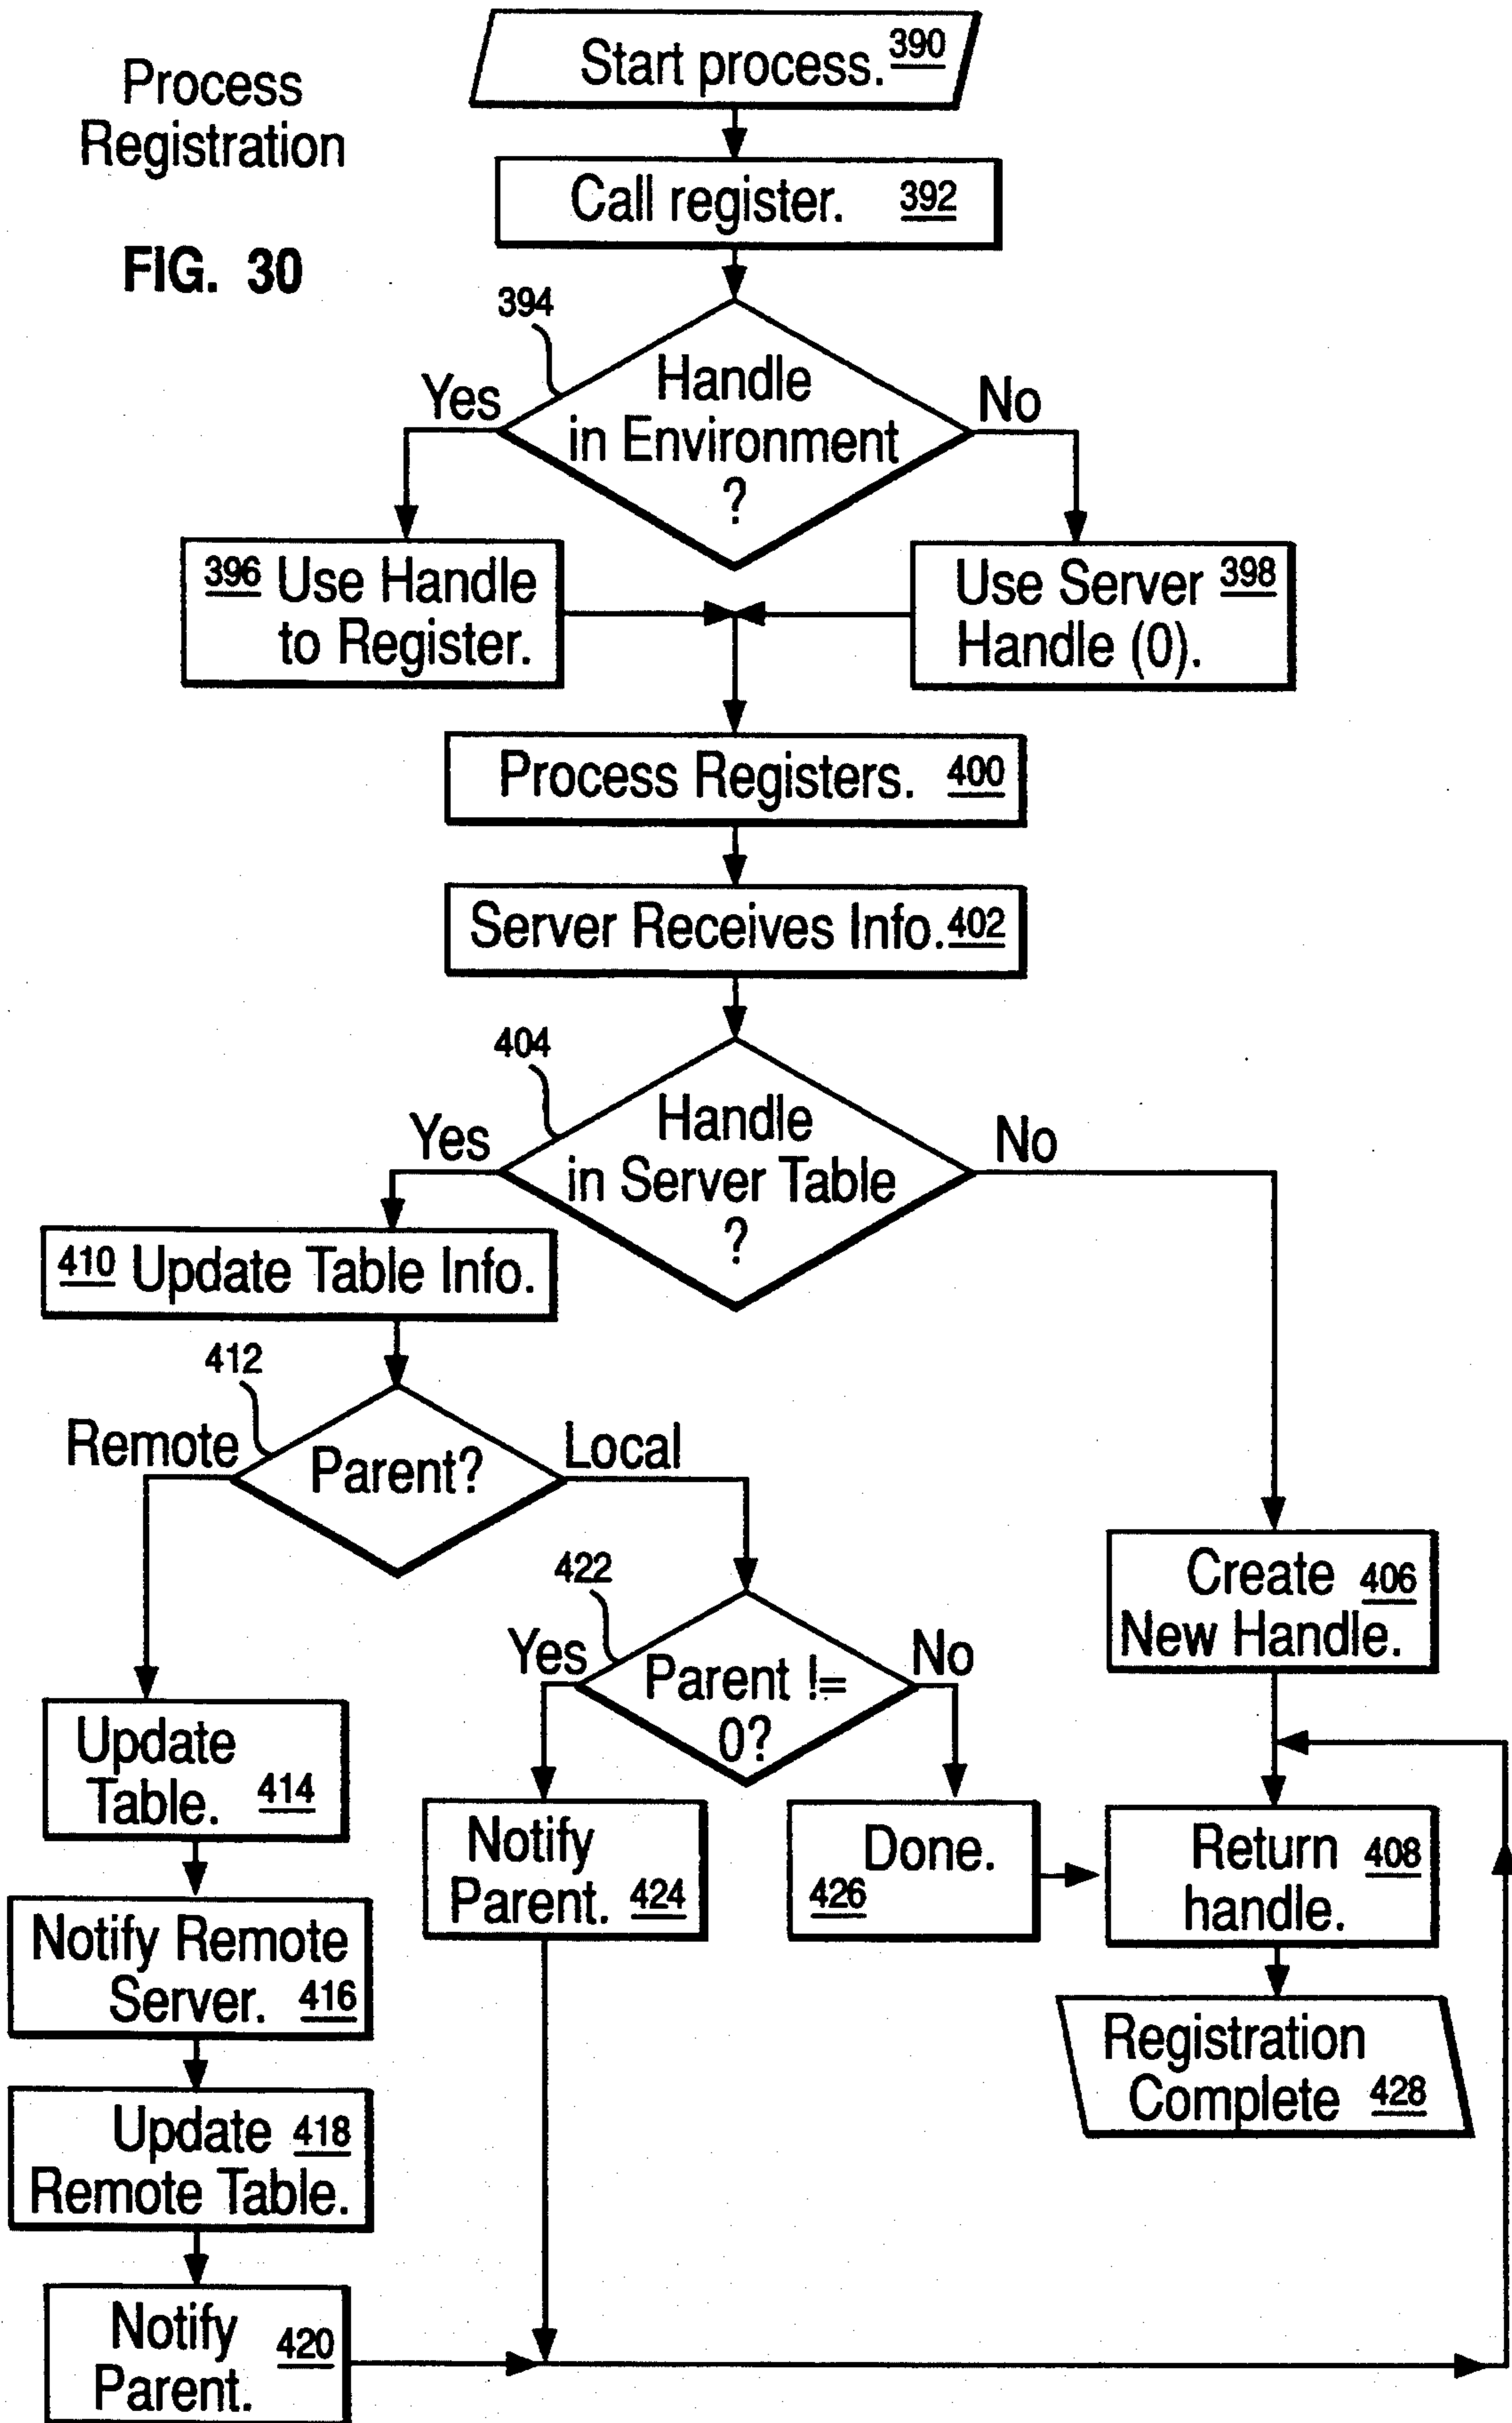 Process
Registration
FIG. 30
Start process. 390
Call register. 392
394
Handle
in Environment
?
Yes
No
396 Use Handle
to Register.
Use Server 398
Handle (0).
Process Registers. 400
Server Receives Info. 402
404
Handle
in Server Table
?
Yes
No
410 Update Table Info.
412
Parent?
Remote
Local
422
Parent !=
0?
Yes
No
Create 406
New Handle.
Update
Table. 414
Notify
Parent. 424
Done.
426
Return 408
handle.
Notify Remote
Server. 416
Registration
Complete 428
Update 418
Remote Table.
Notify 420
Parent.